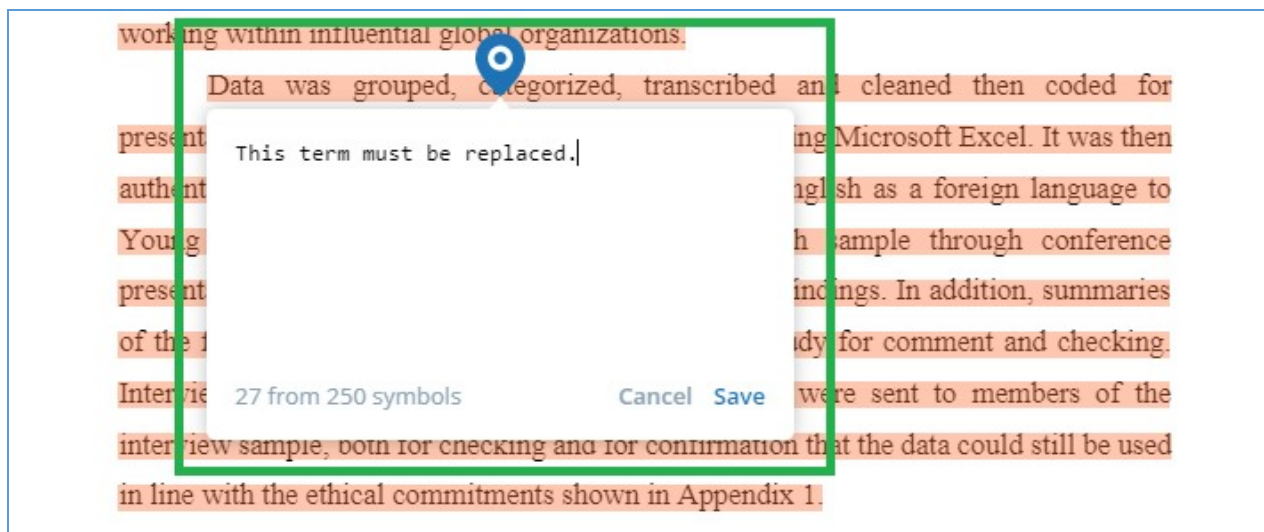 working within influential global organizations.
Data was grouped, categorized, transcribed and cleaned then coded for
present ing Microsoft Excel. It was then
authent nglish as a foreign language to
Young h sample through conference
present indings. In addition, summaries
of the f udy for comment and checking.
Intervie were sent to members of the
interview sample, both for checking and for confirmation that the data could still be used
in line with the ethical commitments shown in Appendix 1.
This term must be replaced.
27 from 250 symbols Cancel Save